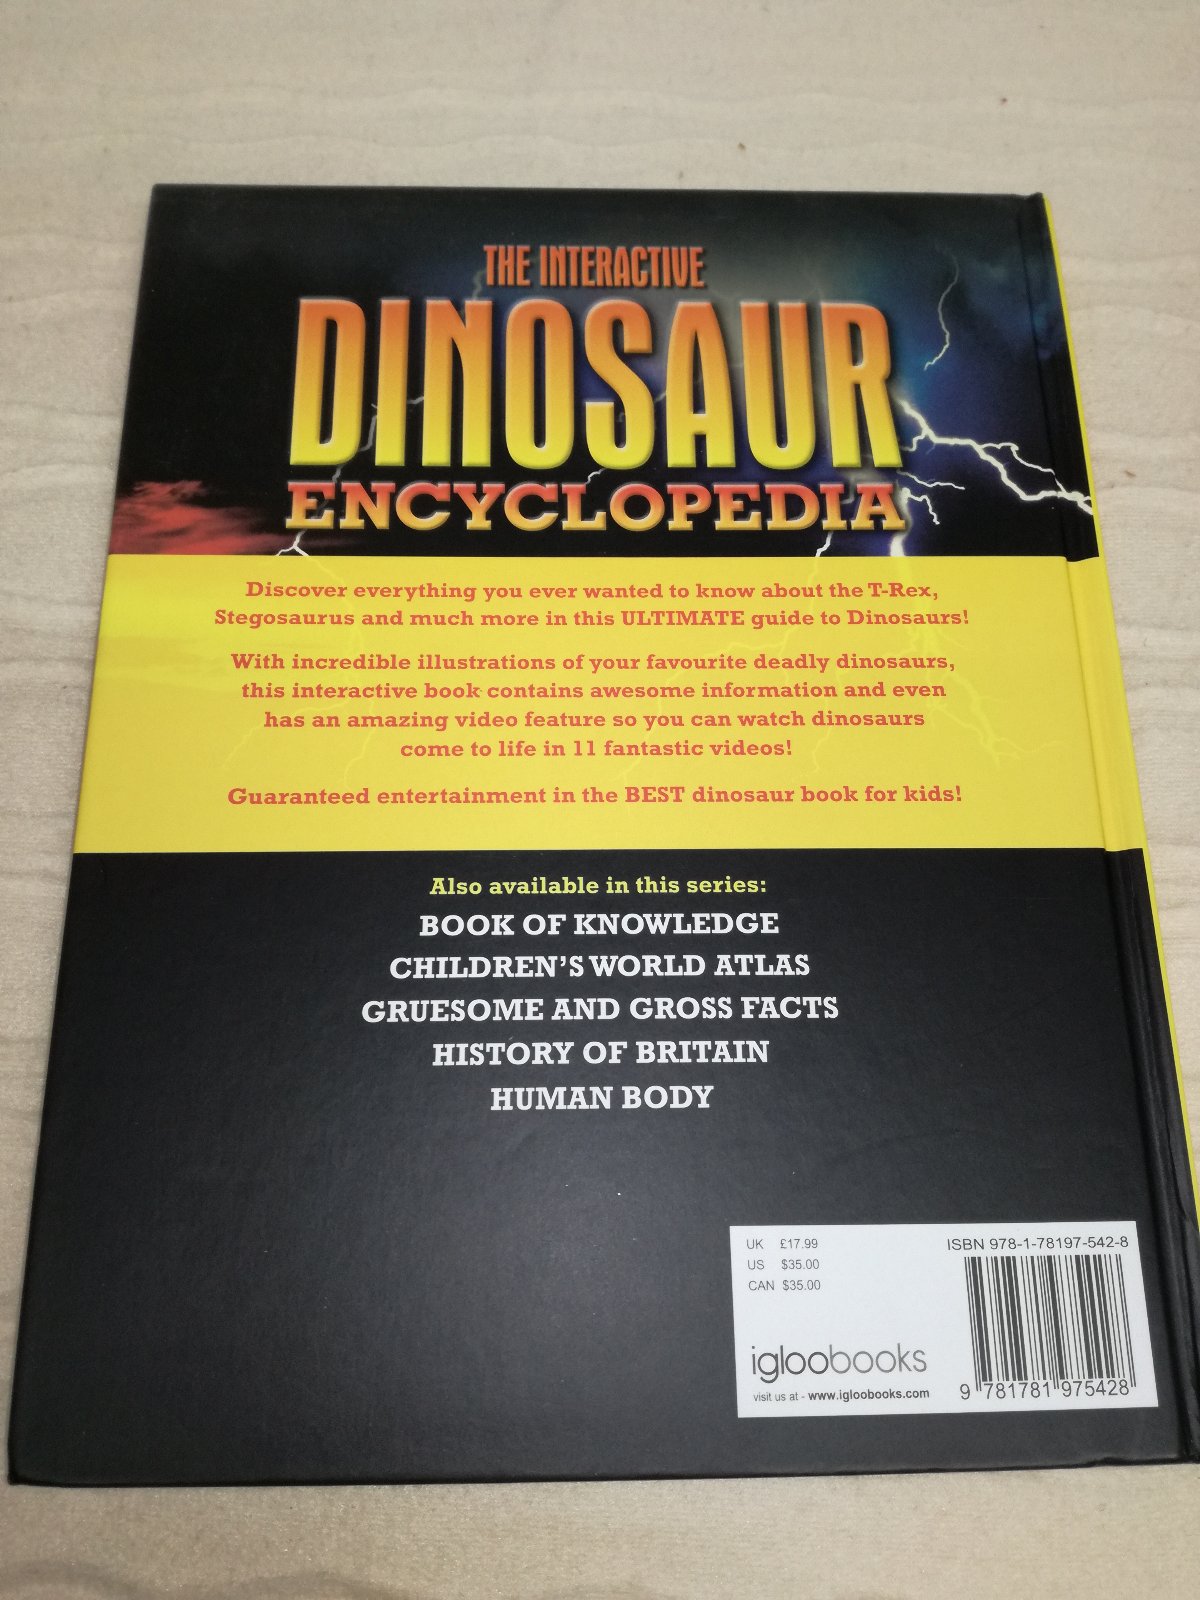 THE INTERACTIVE
DINOSAUR
ENCYCLOPEDIA
Discover everything you ever wanted to know about the T-Rex,
Stegosaurus and much more in this ULTIMATE guide to Dinosaurs!
With incredible illustrations of your favourite deadly dinosaurs,
this interactive book contains awesome information and even
has an amazing video feature so you can watch dinosaurs
come to life in 11 fantastic videos!
Guaranteed entertainment in the BEST dinosaur book for kids!
Also available in this series:
BOOK OF KNOWLEDGE
CHILDREN'S WORLD ATLAS
GRUESOME AND GROSS FACTS
HISTORY OF BRITAIN
HUMAN BODY
UK £17.99
US $35.00
CAN $35.00
igloobooks
visit us at - www.igloobooks.com
ISBN 978-1-78197-542-8
9 781781 975428